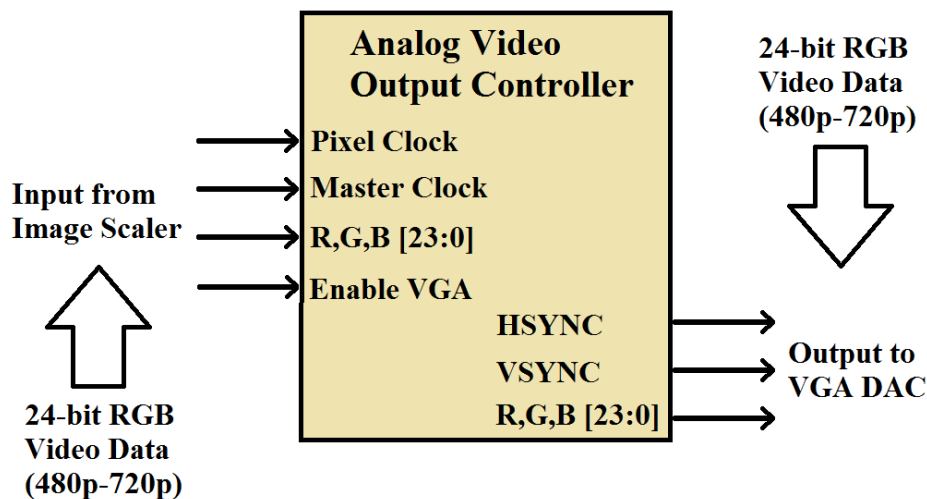 Analog Video
Output Controller
Pixel Clock
Master Clock
R,G,B [23:0]
Enable VGA
HSYNC
VSYNC
R,G,B [23:0]
Input from
Image Scaler
24-bit RGB
Video Data
(480p-720p)
24-bit RGB
Video Data
(480p-720p)
Output to
VGA DAC